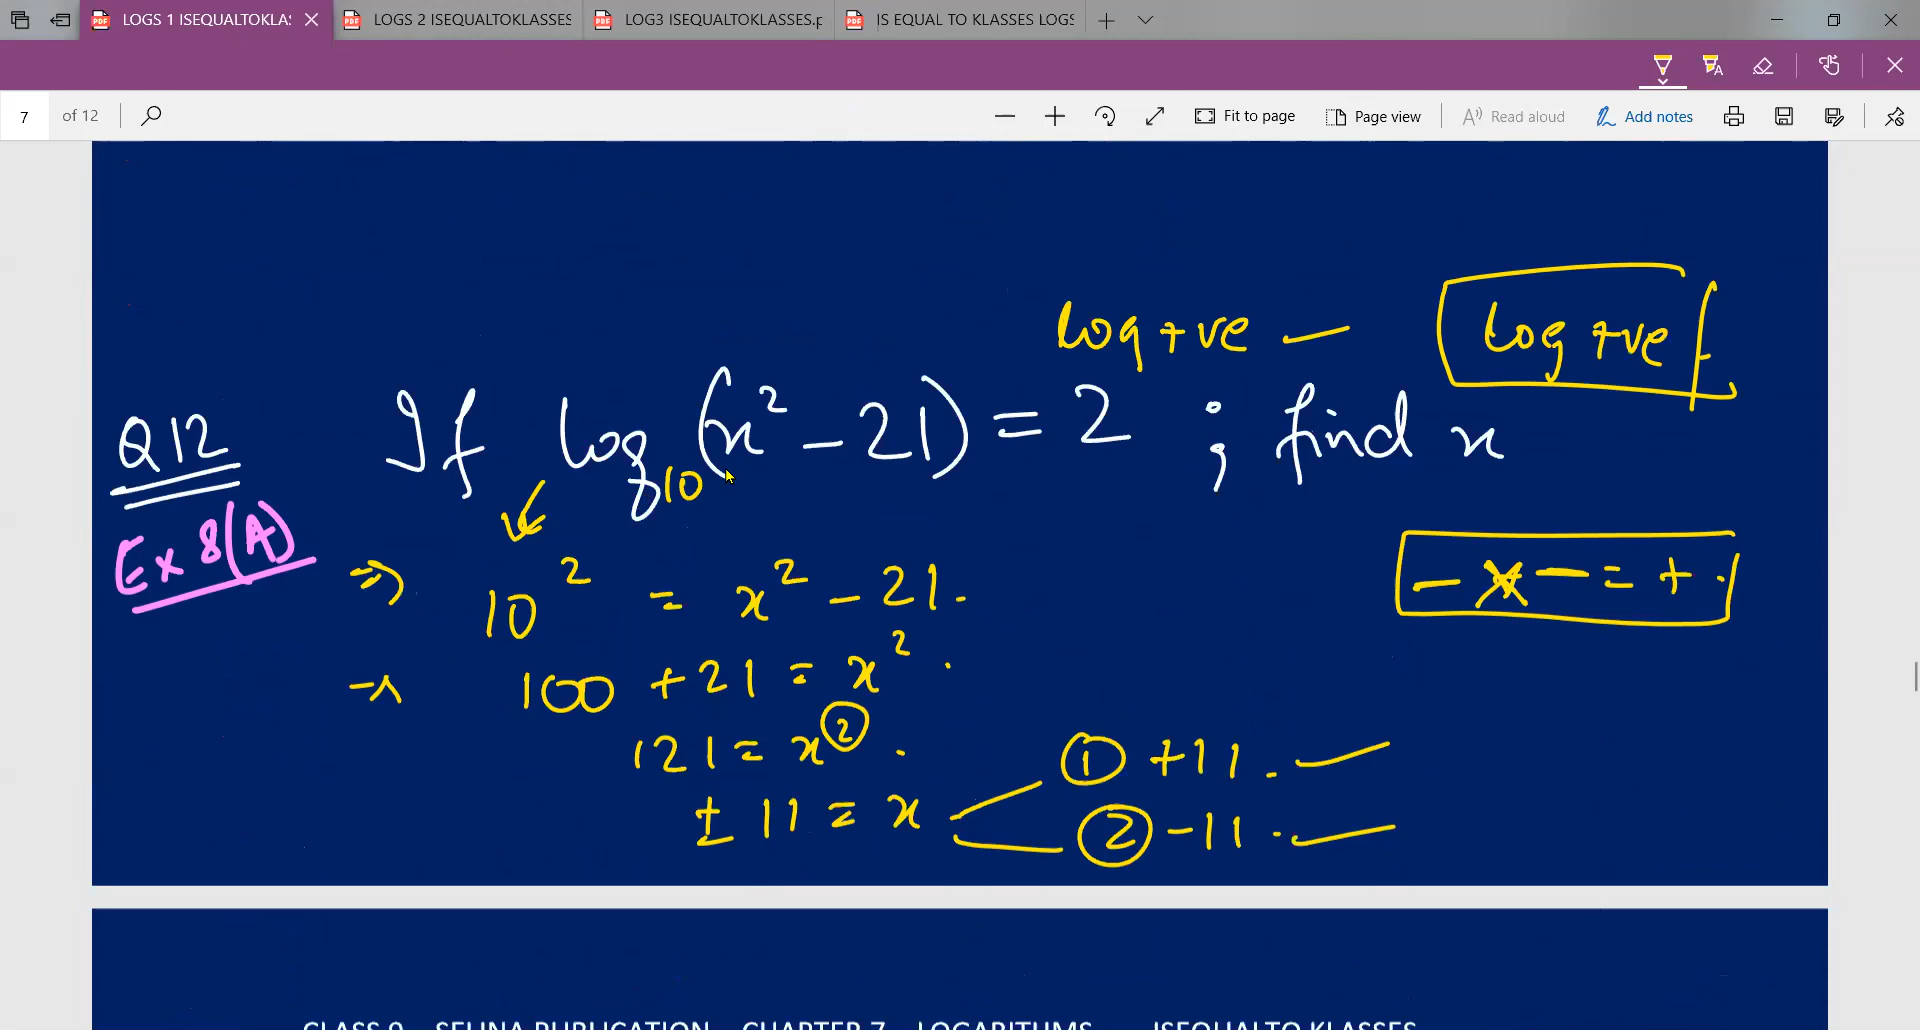 LOGS 1 ISEQUALTOKLAS
LOGS 2 ISEQUALTOKLASSES
LOG3 ISEQUALTOKLASSES.p
IS EQUAL TO KLASSES LOGS
7 of 12
Fit to page
Page view
Read aloud
Add notes
log +ve —
log +ve
Q12 If log₁₀(x² - 21) = 2 ; find x
Ex 8(A)
⇒ 10² = x² - 21.
→ 100 + 21 = x².
121 = x².
± 11 = x
① +11.
② -11.
- × - = + .
CLASS 9 - SELINA PUBLICATION - CHAPTER 7 - LOGARITUMS ISEQUALTO KLASSES